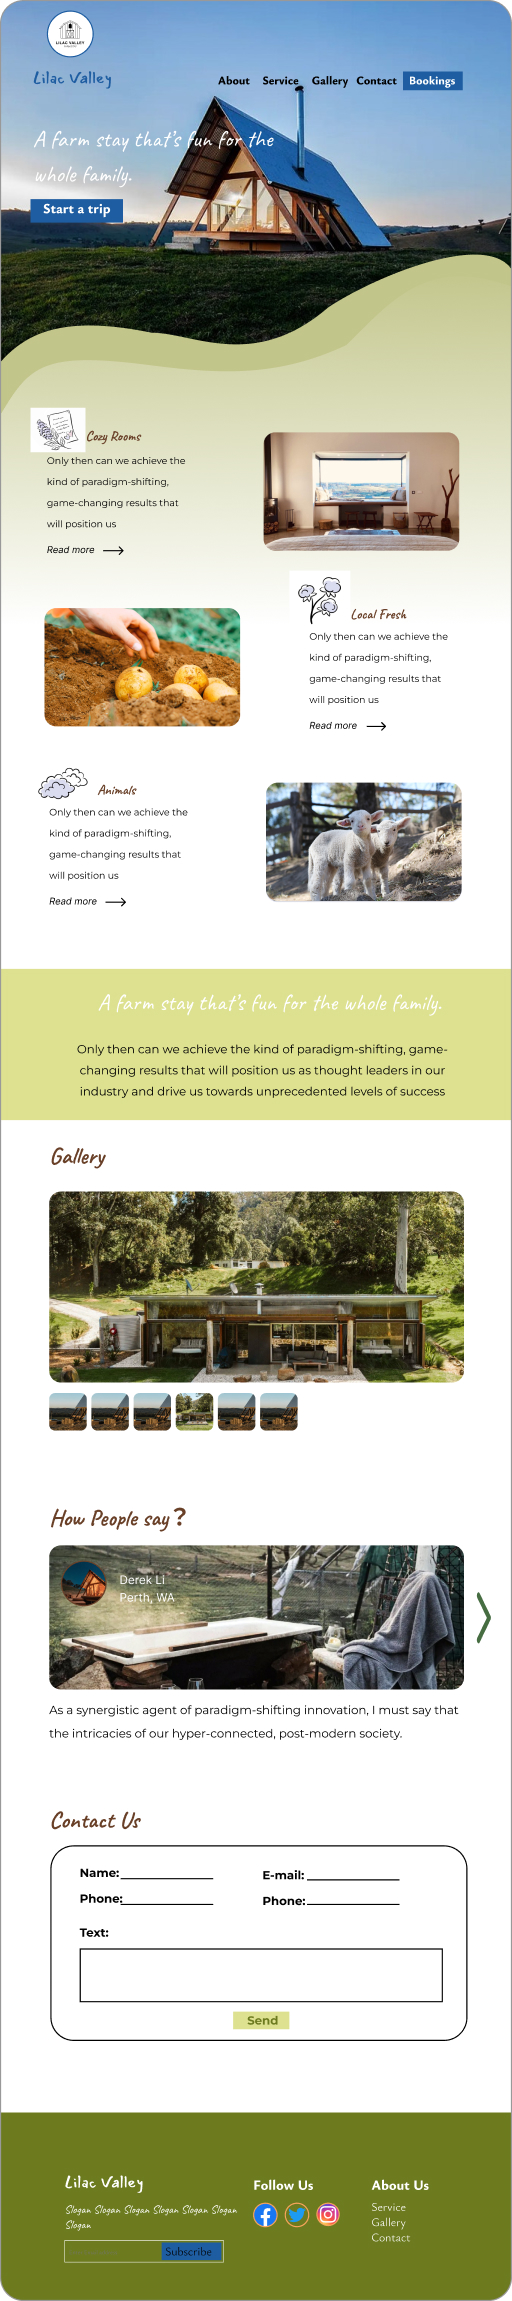 LILAC VALLEY
Lilac Valley
About Service Gallery Contact Bookings
A farm stay that's fun for the
whole family.
Start a trip
Cozy Rooms
Only then can we achieve the
kind of paradigm-shifting,
game-changing results that
will position us
Read more
Local Fresh
Only then can we achieve the
kind of paradigm-shifting,
game-changing results that
will position us
Read more
Animals
Only then can we achieve the
kind of paradigm-shifting,
game-changing results that
will position us
Read more
A farm stay that's fun for the whole family.
Only then can we achieve the kind of paradigm-shifting, game-
changing results that will position us as thought leaders in our
industry and drive us towards unprecedented levels of success
Gallery
How People say?
Derek Li
Perth, WA
As a synergistic agent of paradigm-shifting innovation, I must say that
the intricacies of our hyper-connected, post-modern society.
Contact Us
Name: E-mail:
Phone: Phone:
Text:
Send
Lilac Valley
Slogan Slogan Slogan Slogan Slogan Slogan
Slogan
Subscribe
Follow Us
About Us
Service
Gallery
Contact